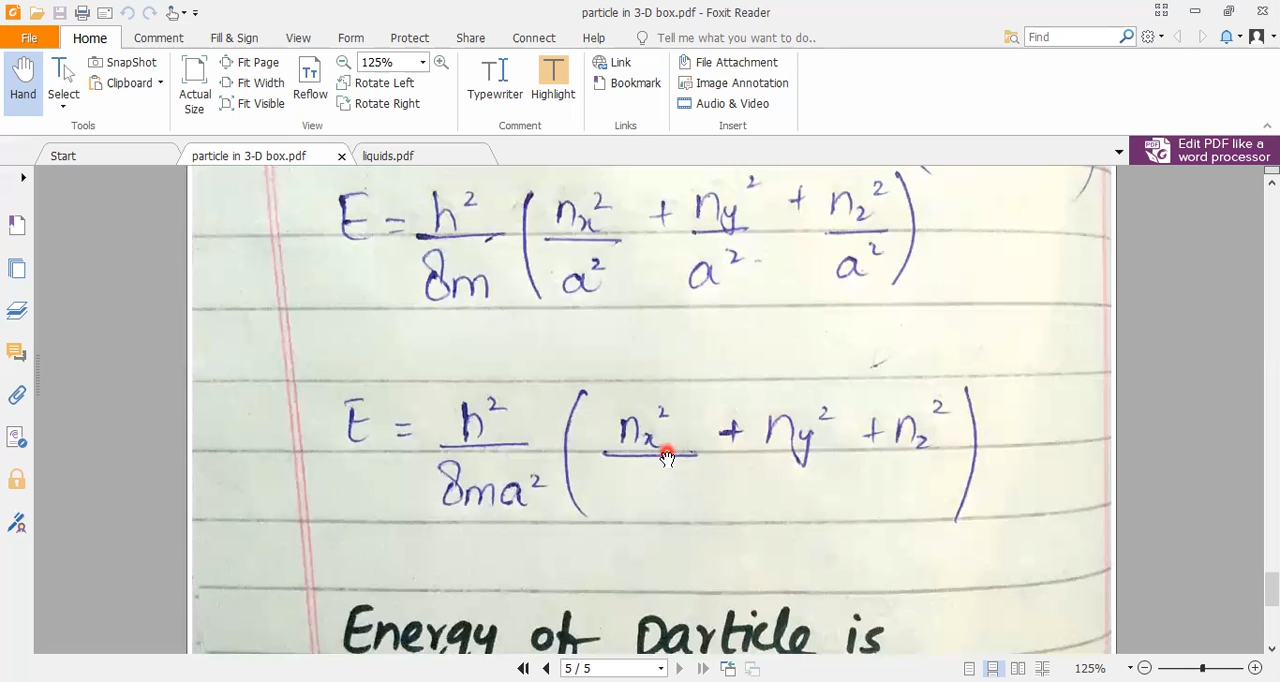 particle in 3-D box.pdf - Foxit Reader
File Home Comment Fill & Sign View Form Protect Share Connect Help Tell me what you want to do.. Find
Hand
Select
SnapShot
Clipboard
Tools
Actual Size
Fit Page
Fit Width
Fit Visible
Reflow
125%
Rotate Left
Rotate Right
View
Typewriter
Highlight
Comment
Link
Bookmark
Links
File Attachment
Image Annotation
Audio & Video
Insert
Start
particle in 3-D box.pdf
liquids.pdf
Edit PDF like a
word processor
E = h²/8m (nx²/a² + ny²/a² + nz²/a²)
E = h²/8ma² (nx² + ny² + nz²)
Energy of Particle is
5 / 5
125%